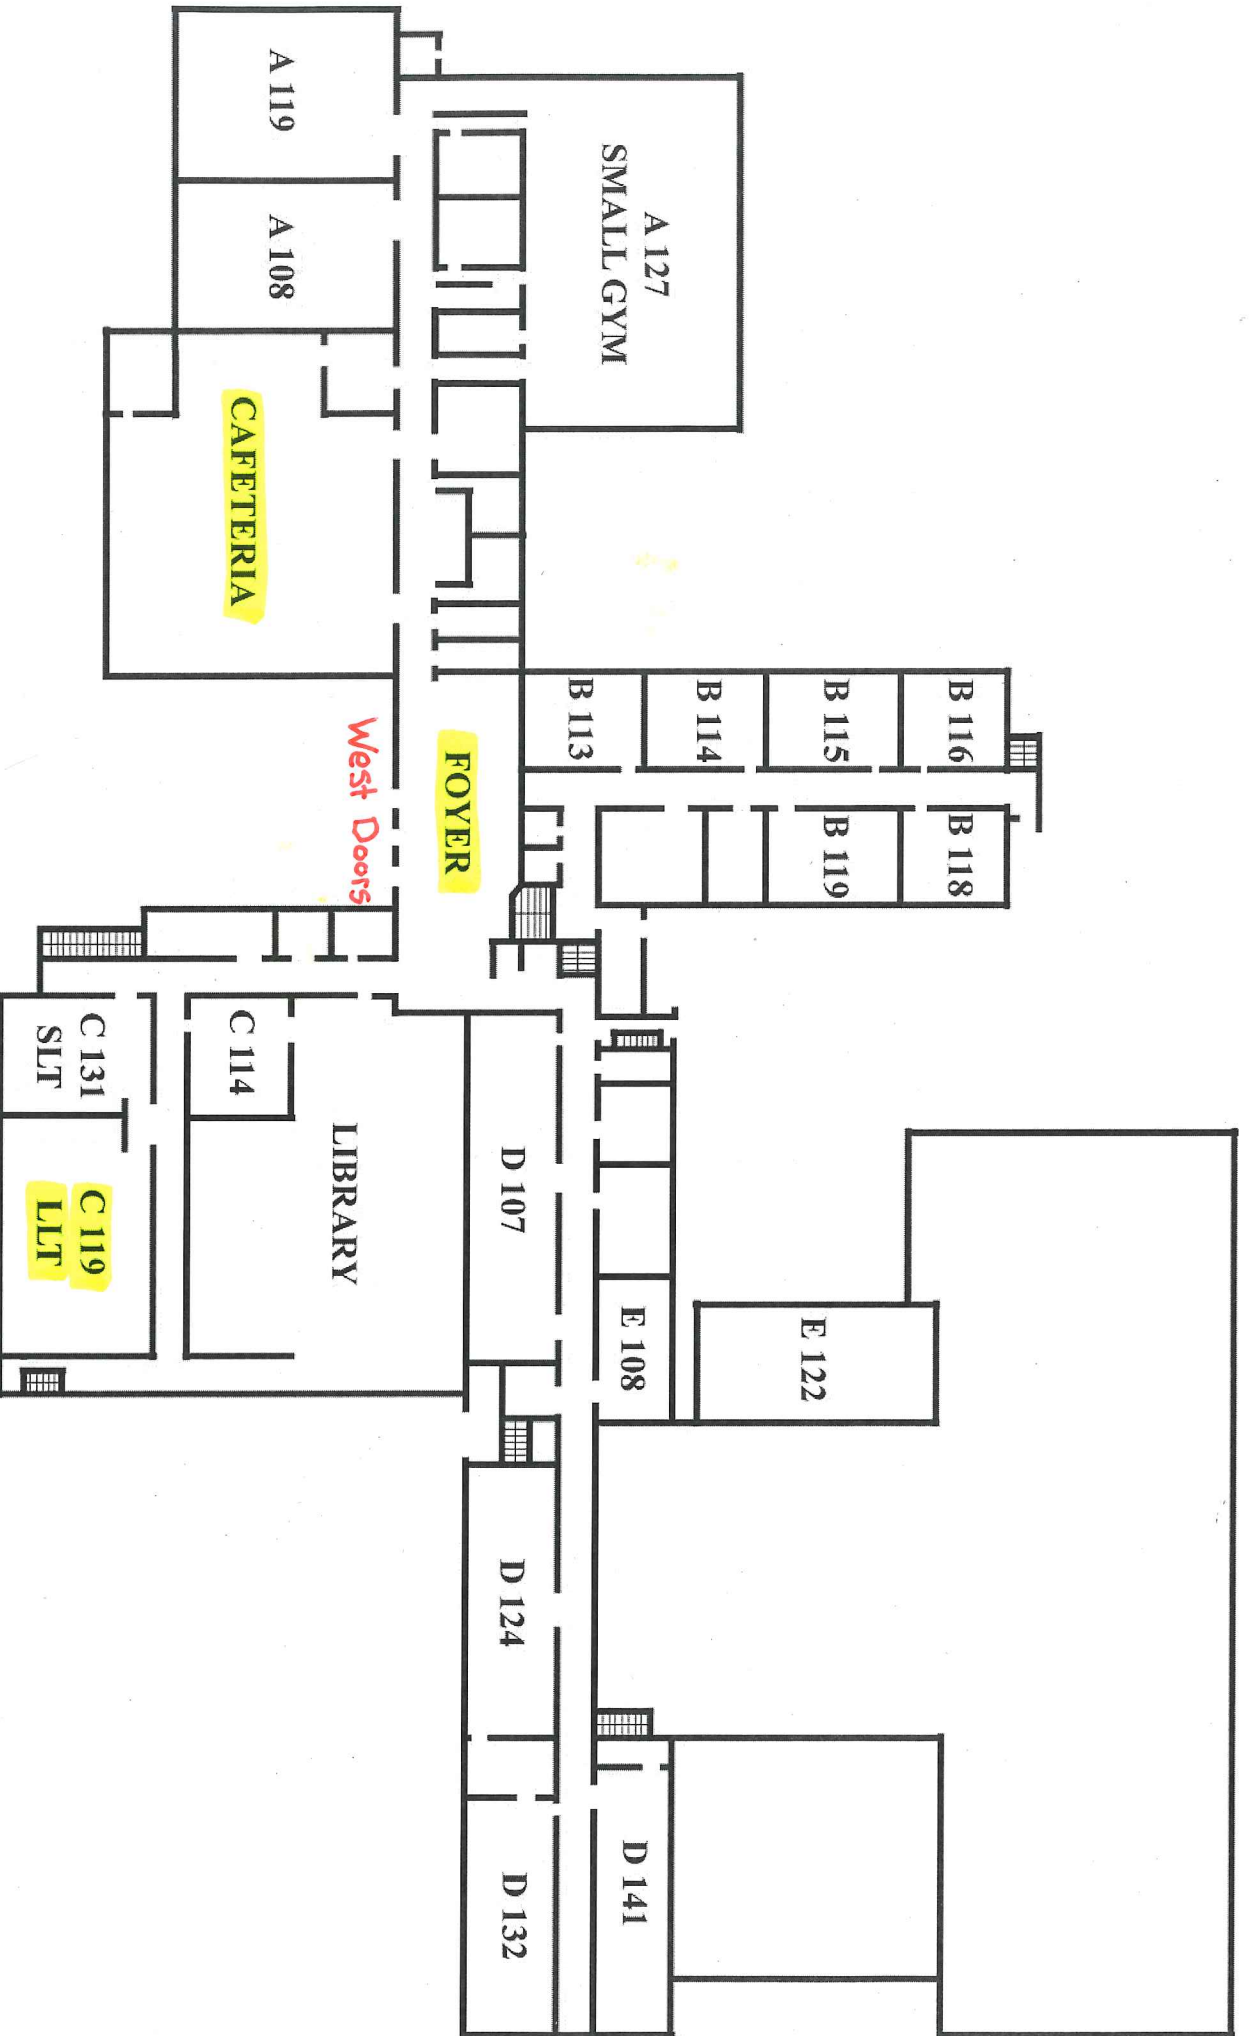 A 119
A 108
A 127
SMALL GYM
CAFETERIA
FOYER
West Doors
B 113
B 114
B 115
B 116
B 119
B 118
C 131
SLT
C 114
C 119
LLT
LIBRARY
D 107
E 108
E 122
D 124
D 132
D 141